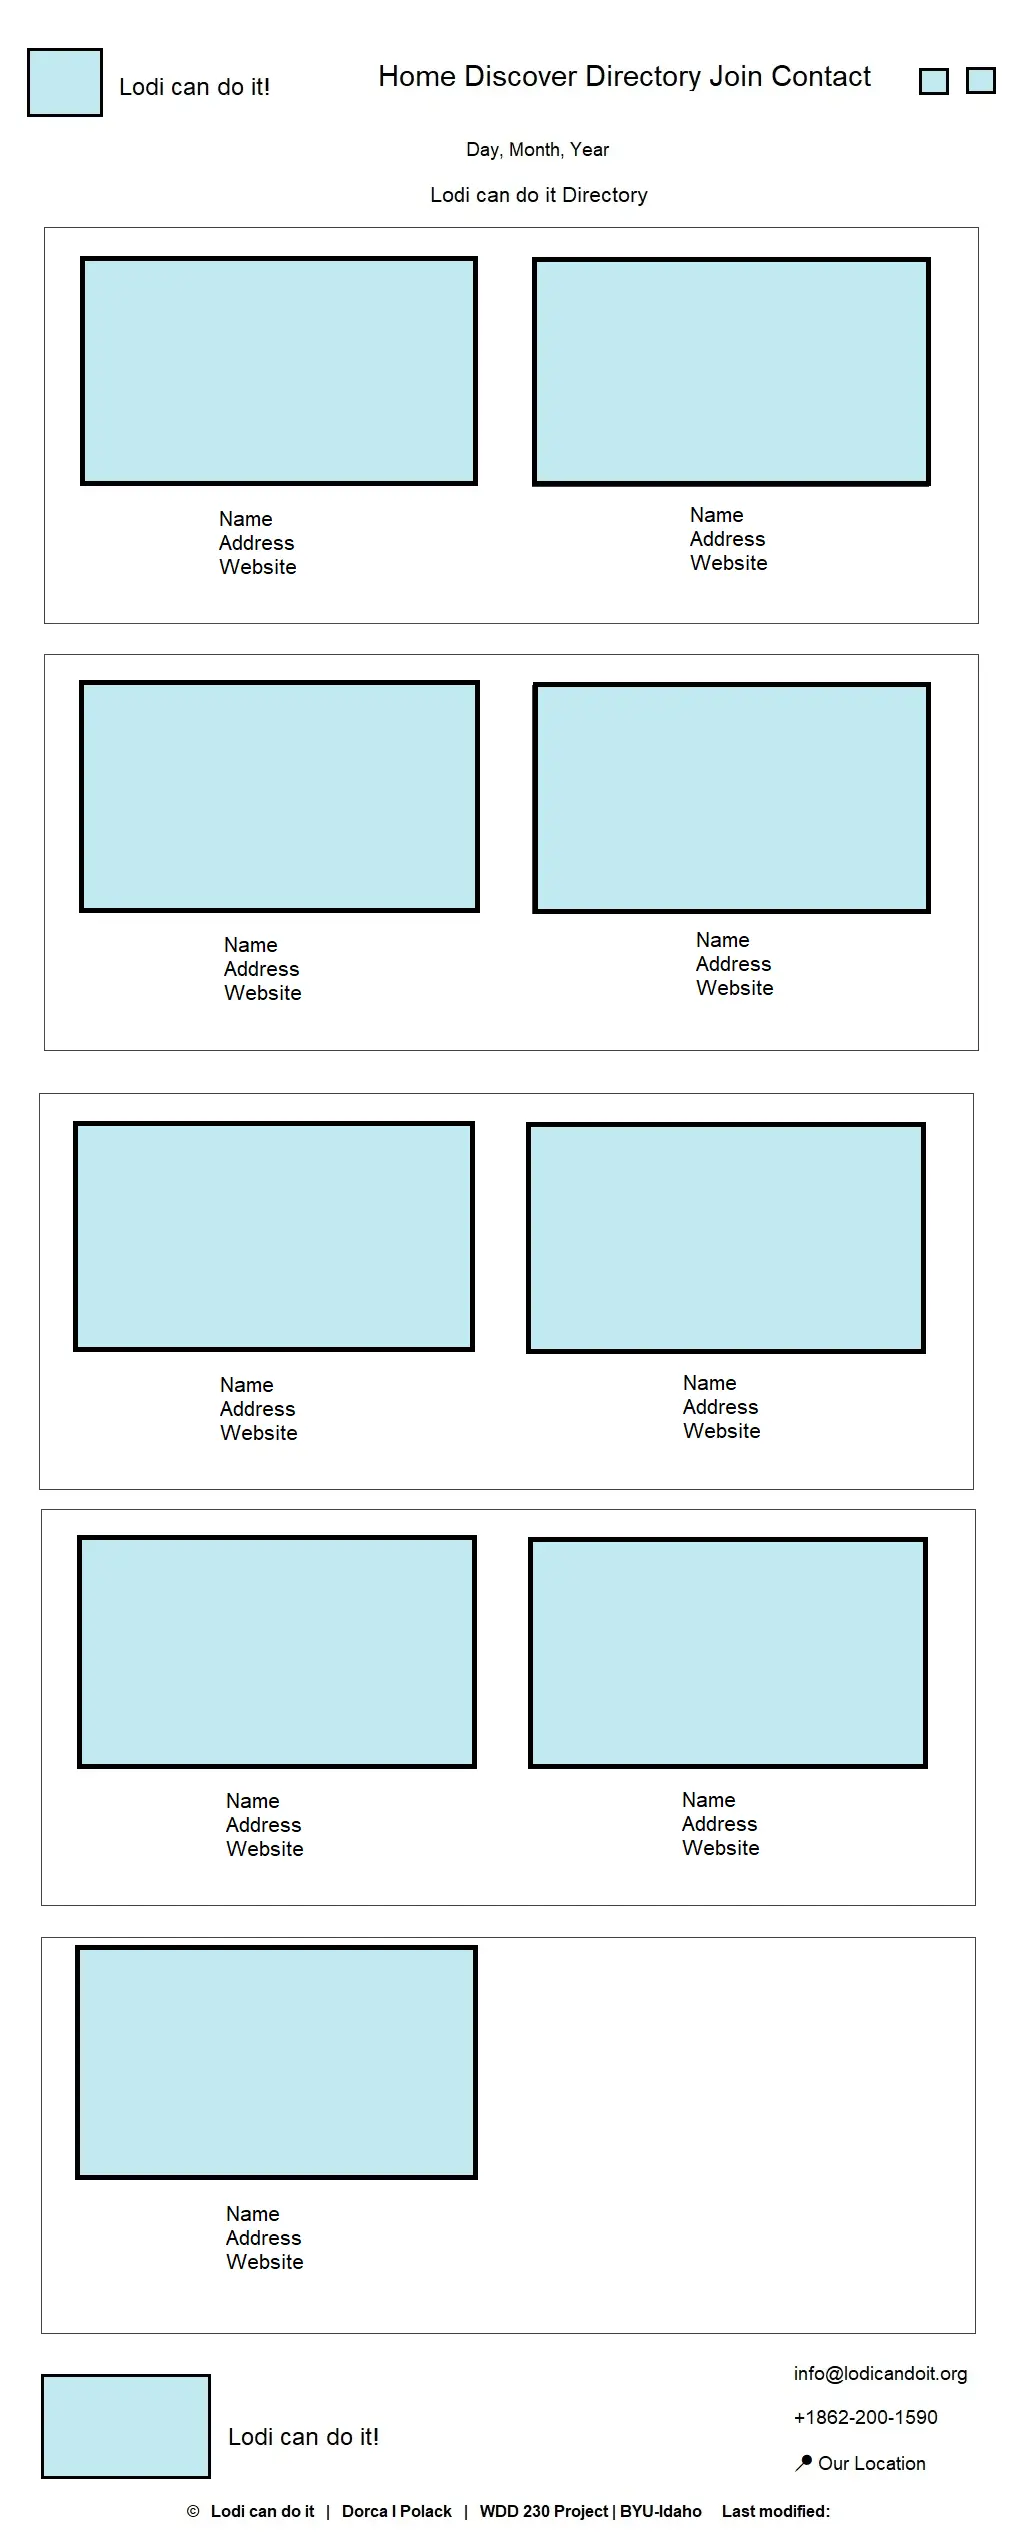 Lodi can do it!
Home Discover Directory Join Contact
Day, Month, Year
Lodi can do it Directory
Name
Address
Website
Name
Address
Website
Name
Address
Website
Name
Address
Website
Name
Address
Website
Name
Address
Website
Name
Address
Website
Name
Address
Website
Name
Address
Website
Lodi can do it!
info@lodicandoit.org
+1862-200-1590
Our Location
© Lodi can do it | Dorca I Polack | WDD 230 Project | BYU-Idaho Last modified: